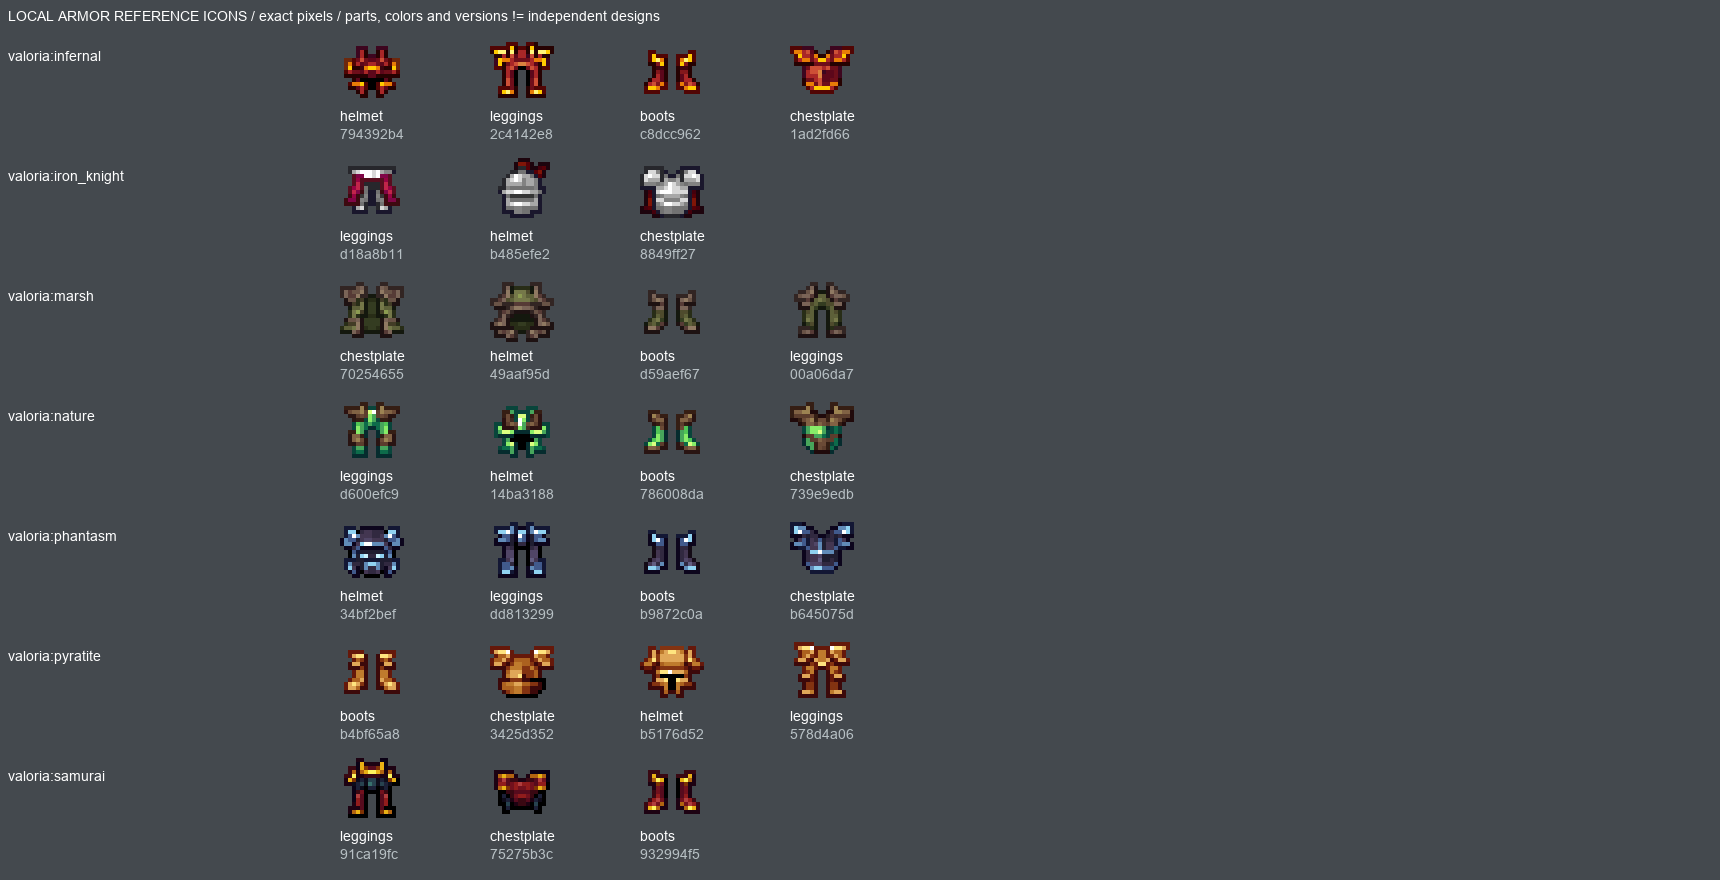 LOCAL ARMOR REFERENCE ICONS / exact pixels / parts, colors and versions != independent designs
valoria:infernal
helmet leggings boots chestplate
794392b4 2c4142e8 c8dcc962 1ad2fd66
valoria:iron_knight
leggings helmet chestplate
d18a8b11 b485efe2 8849ff27
valoria:marsh
chestplate helmet boots leggings
70254655 49aaf95d d59aef67 00a06da7
valoria:nature
leggings helmet boots chestplate
d600efc9 14ba3188 786008da 739e9edb
valoria:phantasm
helmet leggings boots chestplate
34bf2bef dd813299 b9872c0a b645075d
valoria:pyratite
boots chestplate helmet leggings
b4bf65a8 3425d352 b5176d52 578d4a06
valoria:samurai
leggings chestplate boots
91ca19fc 75275b3c 932994f5